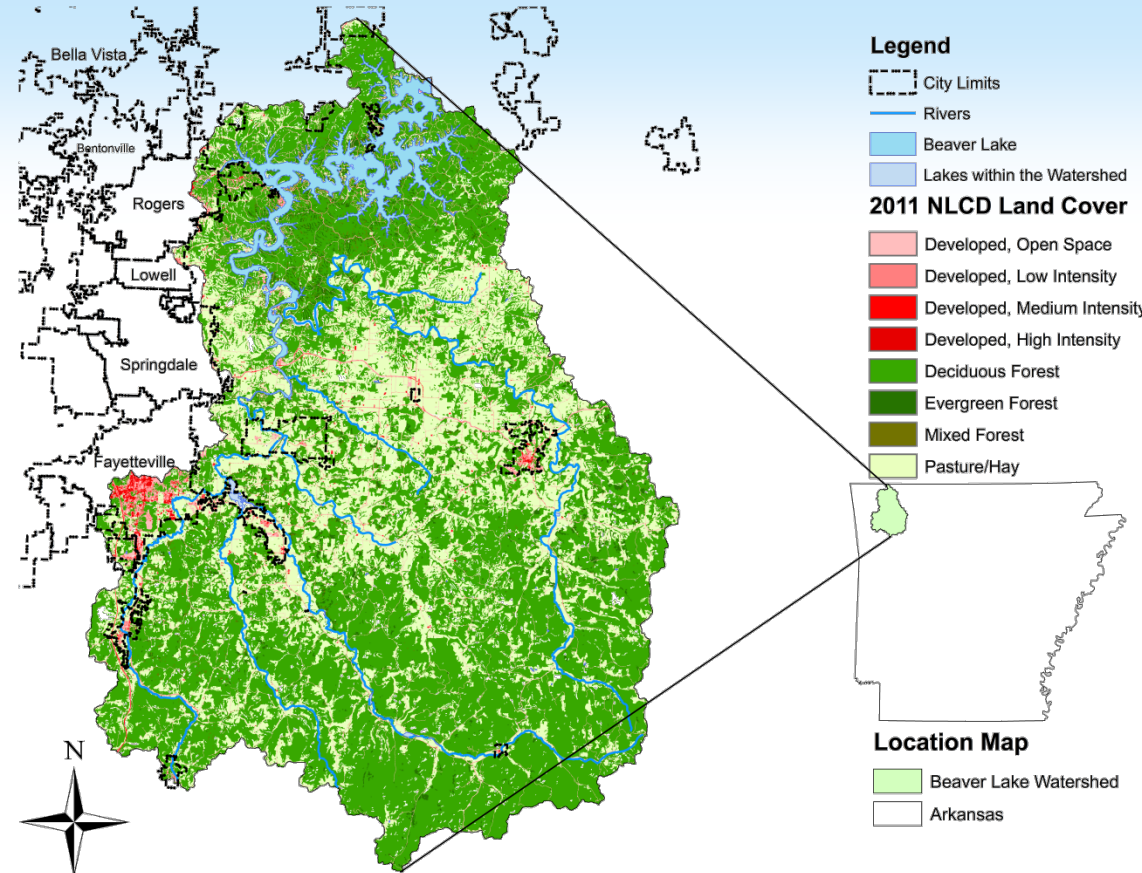 Bella Vista
Bentonville
Rogers
Lowell
Springdale
Fayetteville
N
Legend
City Limits
Rivers
Beaver Lake
Lakes within the Watershed
2011 NLCD Land Cover
Developed, Open Space
Developed, Low Intensity
Developed, Medium Intensity
Developed, High Intensity
Deciduous Forest
Evergreen Forest
Mixed Forest
Pasture/Hay
Location Map
Beaver Lake Watershed
Arkansas